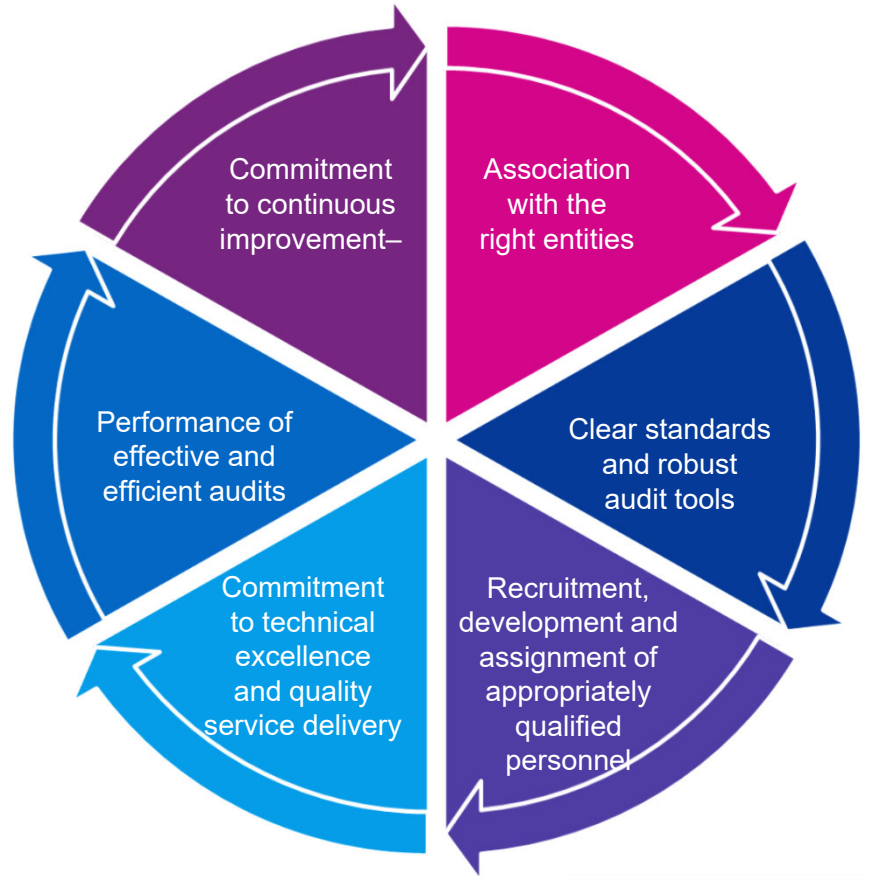 Commitment
to continuous
improvement–
Association
with the
right entities
Clear standards
and robust
audit tools
Recruitment,
development and
assignment of
appropriately
qualified
personnel
Commitment
to technical
excellence
and quality
service delivery
Performance of
effective and
efficient audits